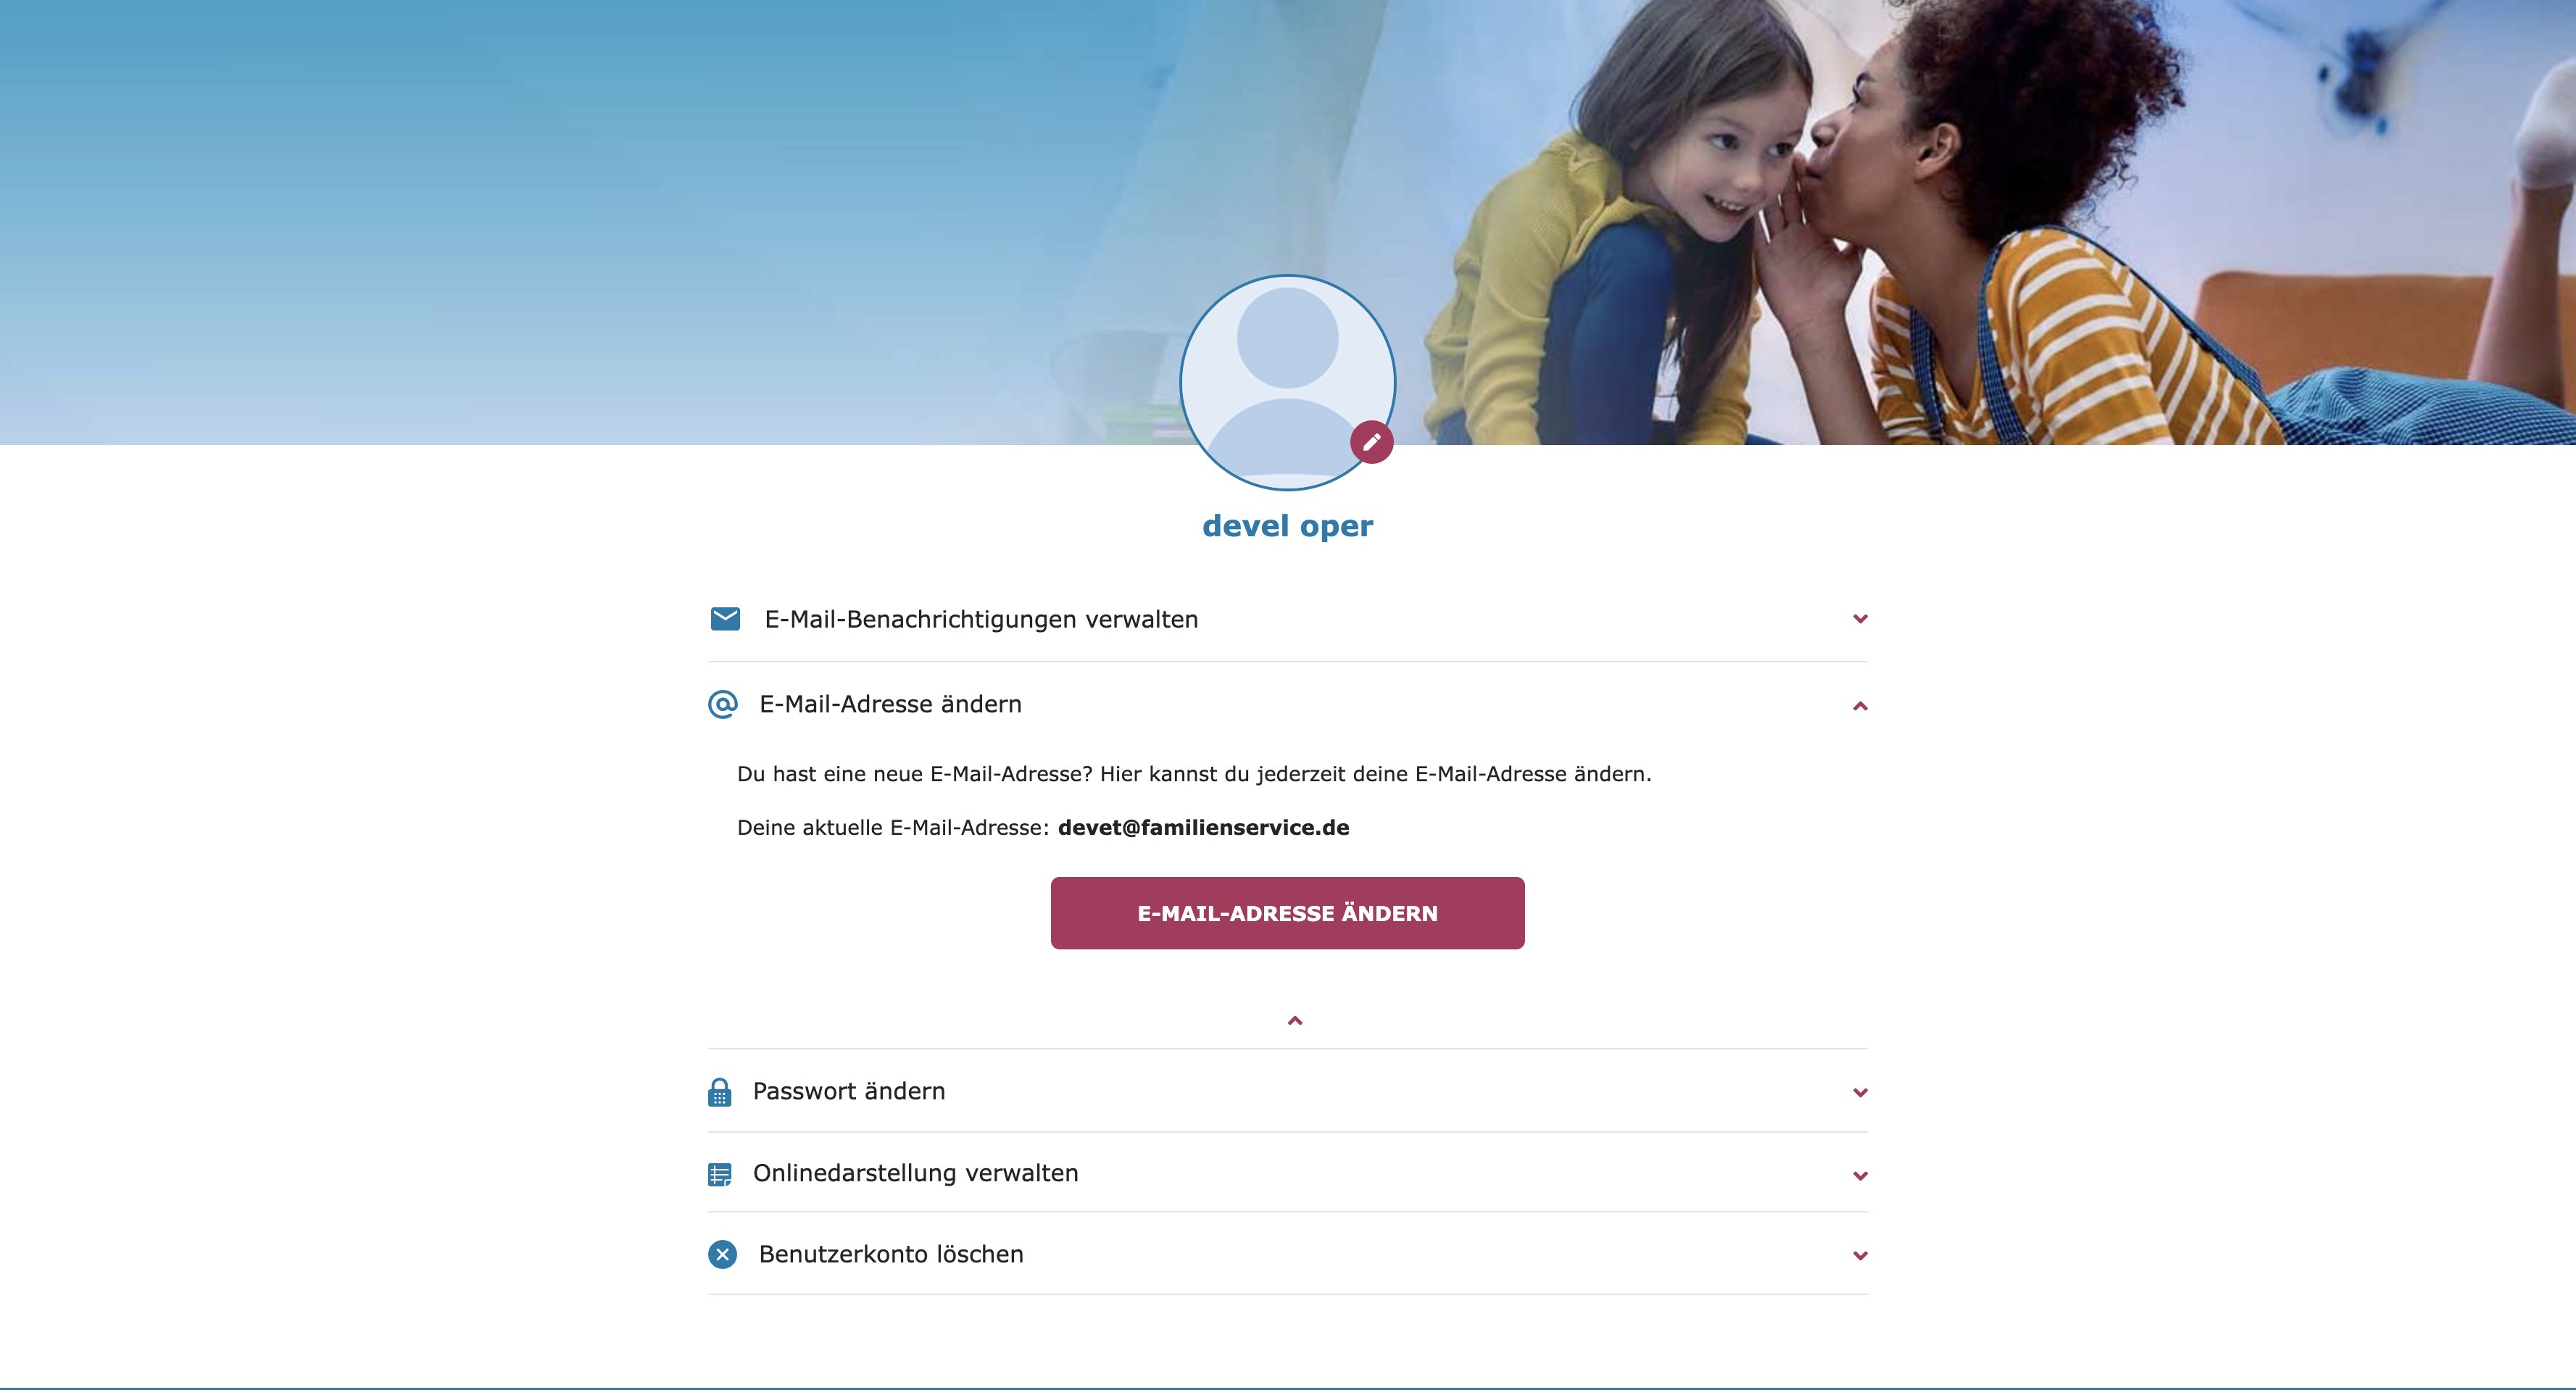 devel oper
E-Mail-Benachrichtigungen verwalten
E-Mail-Adresse ändern
Du hast eine neue E-Mail-Adresse? Hier kannst du jederzeit deine E-Mail-Adresse ändern.
Deine aktuelle E-Mail-Adresse: devet@familienservice.de
E-MAIL-ADRESSE ÄNDERN
Passwort ändern
Onlinedarstellung verwalten
Benutzerkonto löschen